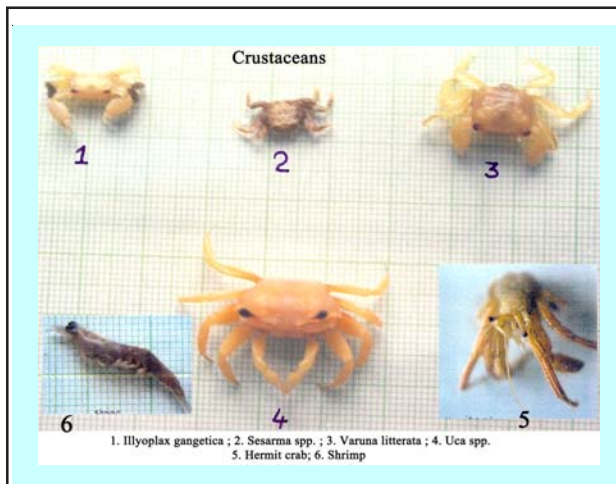 Crustaceans
1
2
3
6
4
5
1. Illyoplax gangetica ; 2. Sesarma spp. ; 3. Varuna litterata ; 4. Uca spp.
5. Hermit crab; 6. Shrimp